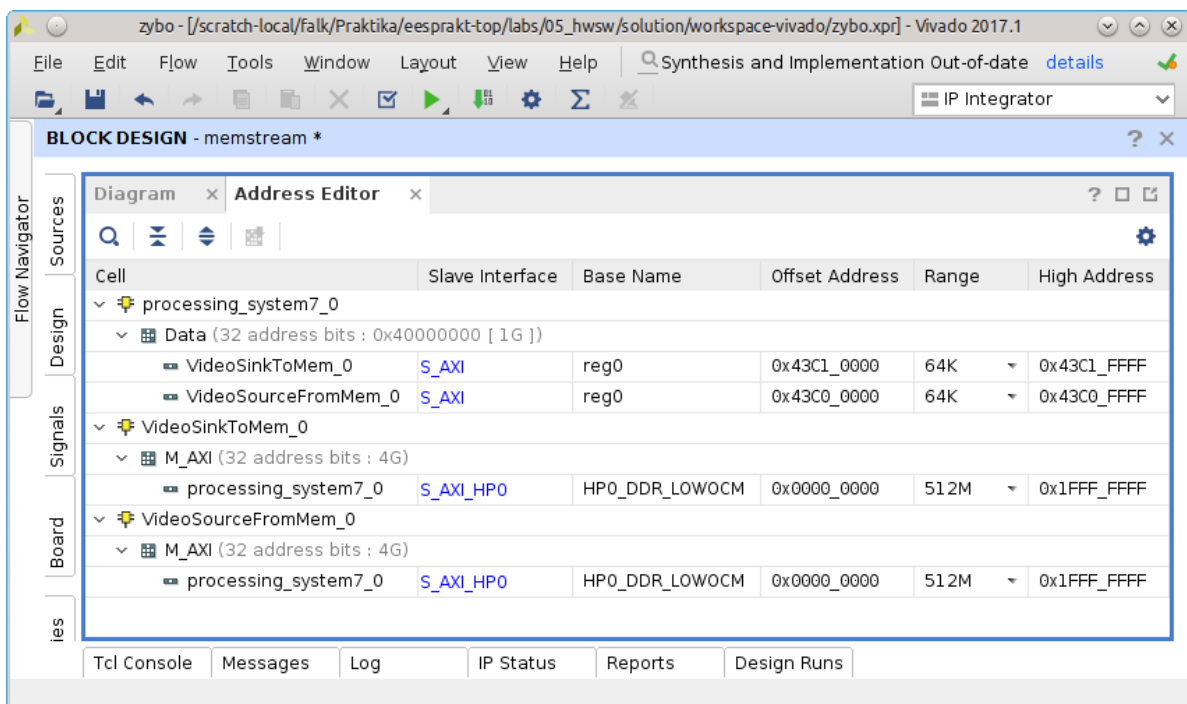 zybo - [/scratch-local/falk/Praktika/eesprakt-top/labs/05_hwsw/solution/workspace-vivado/zybo.xpr] - Vivado 2017.1
File Edit Flow Tools Window Layout View Help Synthesis and Implementation Out-of-date details
IP Integrator
BLOCK DESIGN - memstream *
Flow Navigator
Sources
Design
Signals
Board
ies
Diagram Address Editor
Cell Slave Interface Base Name Offset Address Range High Address
processing_system7_0
Data (32 address bits : 0x40000000 [ 1G ])
VideoSinkToMem_0 S_AXI reg0 0x43C1_0000 64K 0x43C1_FFFF
VideoSourceFromMem_0 S_AXI reg0 0x43C0_0000 64K 0x43C0_FFFF
VideoSinkToMem_0
M_AXI (32 address bits : 4G)
processing_system7_0 S_AXI_HP0 HP0_DDR_LOWOCM 0x0000_0000 512M 0x1FFF_FFFF
VideoSourceFromMem_0
M_AXI (32 address bits : 4G)
processing_system7_0 S_AXI_HP0 HP0_DDR_LOWOCM 0x0000_0000 512M 0x1FFF_FFFF
Tcl Console Messages Log IP Status Reports Design Runs